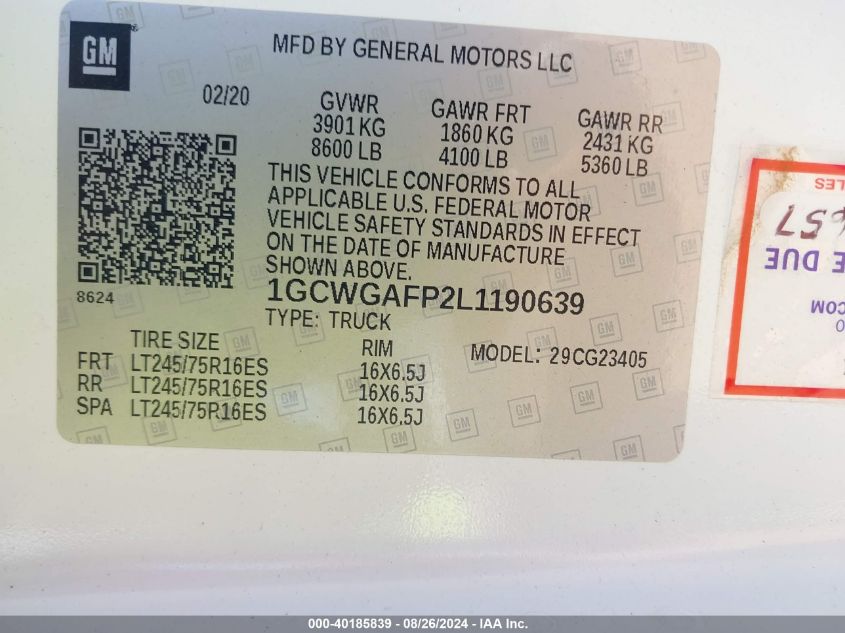 GM
MFD BY GENERAL MOTORS LLC
02/20
GVWR
3901 KG
8600 LB
GAWR FRT
1860 KG
4100 LB
GAWR RR
2431 KG
5360 LB
THIS VEHICLE CONFORMS TO ALL
APPLICABLE U.S. FEDERAL MOTOR
VEHICLE SAFETY STANDARDS IN EFFECT
ON THE DATE OF MANUFACTURE
SHOWN ABOVE.
8624
1GCWGAFP2L1190639
TYPE: TRUCK
MODEL: 29CG23405
TIRE SIZE
RIM
FRT LT245/75R16ES 16X6.5J
RR LT245/75R16ES 16X6.5J
SPA LT245/75R16ES 16X6.5J
DUE
COM
000-40185839 - 08/26/2024 - IAA Inc.